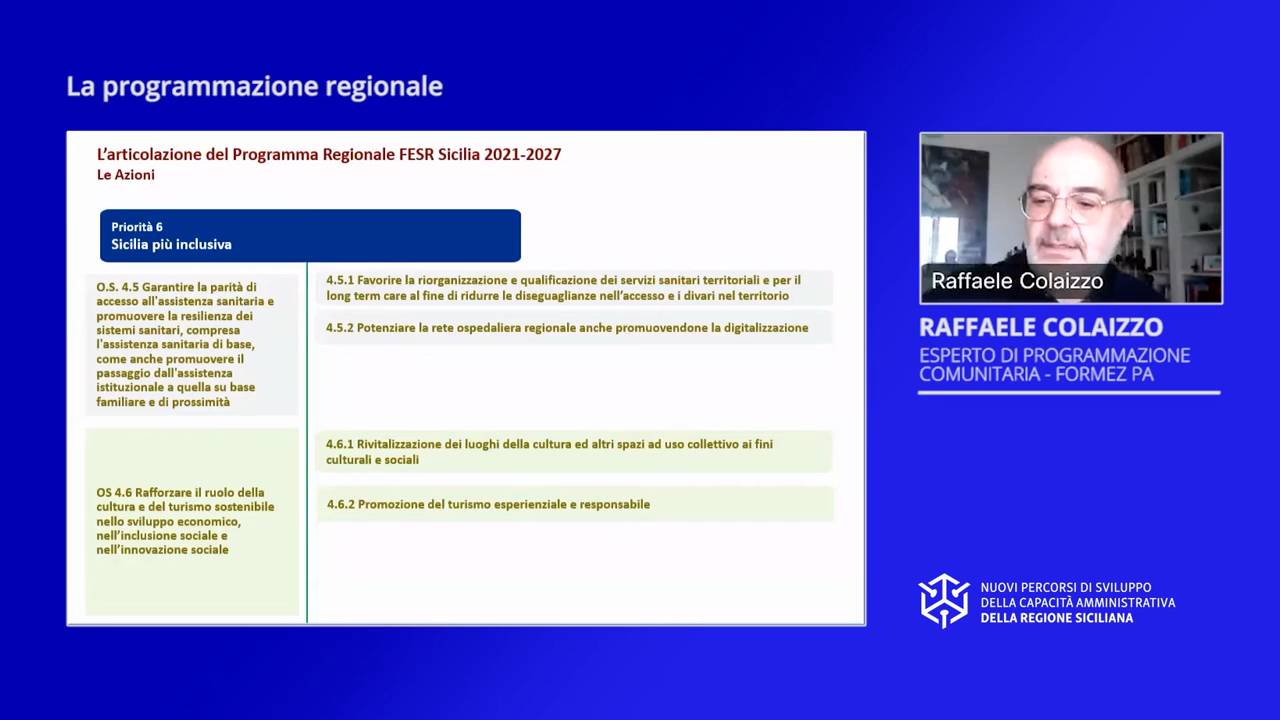 La programmazione regionale
L'articolazione del Programma Regionale FESR Sicilia 2021-2027
Le Azioni
Priorità 6
Sicilia più inclusiva
O.S. 4.5 Garantire la parità di
accesso all'assistenza sanitaria e
promuovere la resilienza dei
sistemi sanitari, compresa
l'assistenza sanitaria di base,
come anche promuovere il
passaggio dall'assistenza
istituzionale a quella su base
familiare e di prossimità
4.5.1 Favorire la riorganizzazione e qualificazione dei servizi sanitari territoriali e per il
long term care al fine di ridurre le diseguaglianze nell'accesso e i divari nel territorio
4.5.2 Potenziare la rete ospedaliera regionale anche promuovendone la digitalizzazione
OS 4.6 Rafforzare il ruolo della
cultura e del turismo sostenibile
nello sviluppo economico,
nell'inclusione sociale e
nell'innovazione sociale
4.6.1 Rivitalizzazione dei luoghi della cultura ed altri spazi ad uso collettivo ai fini
culturali e sociali
4.6.2 Promozione del turismo esperienziale e responsabile
Raffaele Colaizzo
RAFFAELE COLAIZZO
ESPERTO DI PROGRAMMAZIONE
COMUNITARIA - FORMEZ PA
NUOVI PERCORSI DI SVILUPPO
DELLA CAPACITÀ AMMINISTRATIVA
DELLA REGIONE SICILIANA